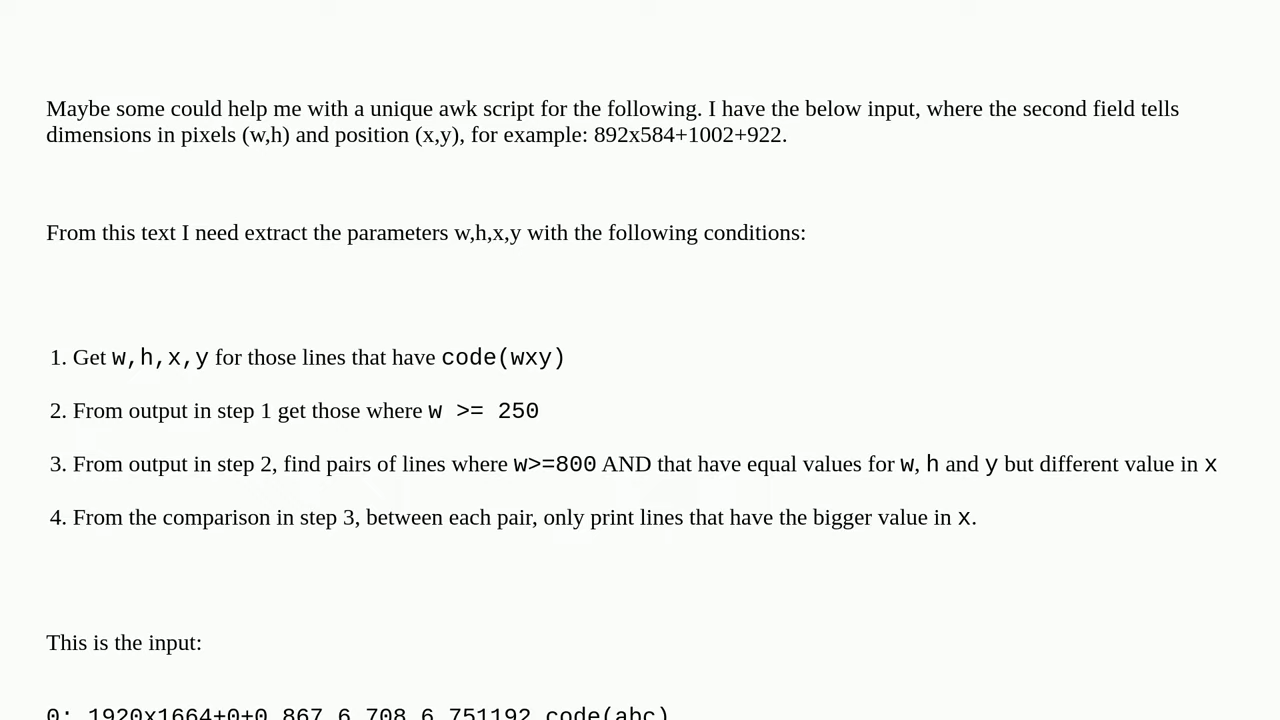 Maybe some could help me with a unique awk script for the following. I have the below input, where the second field tells
dimensions in pixels (w,h) and position (x,y), for example: 892x584+1002+922.
From this text I need extract the parameters w,h,x,y with the following conditions:
1. Get w,h,x,y for those lines that have code(wxy)
2. From output in step 1 get those where w >= 250
3. From output in step 2, find pairs of lines where w>=800 AND that have equal values for w, h and y but different value in x
4. From the comparison in step 3, between each pair, only print lines that have the bigger value in x.
This is the input:
0: 1920x1664+0+0 867.6 708.6 751192 code(abc)